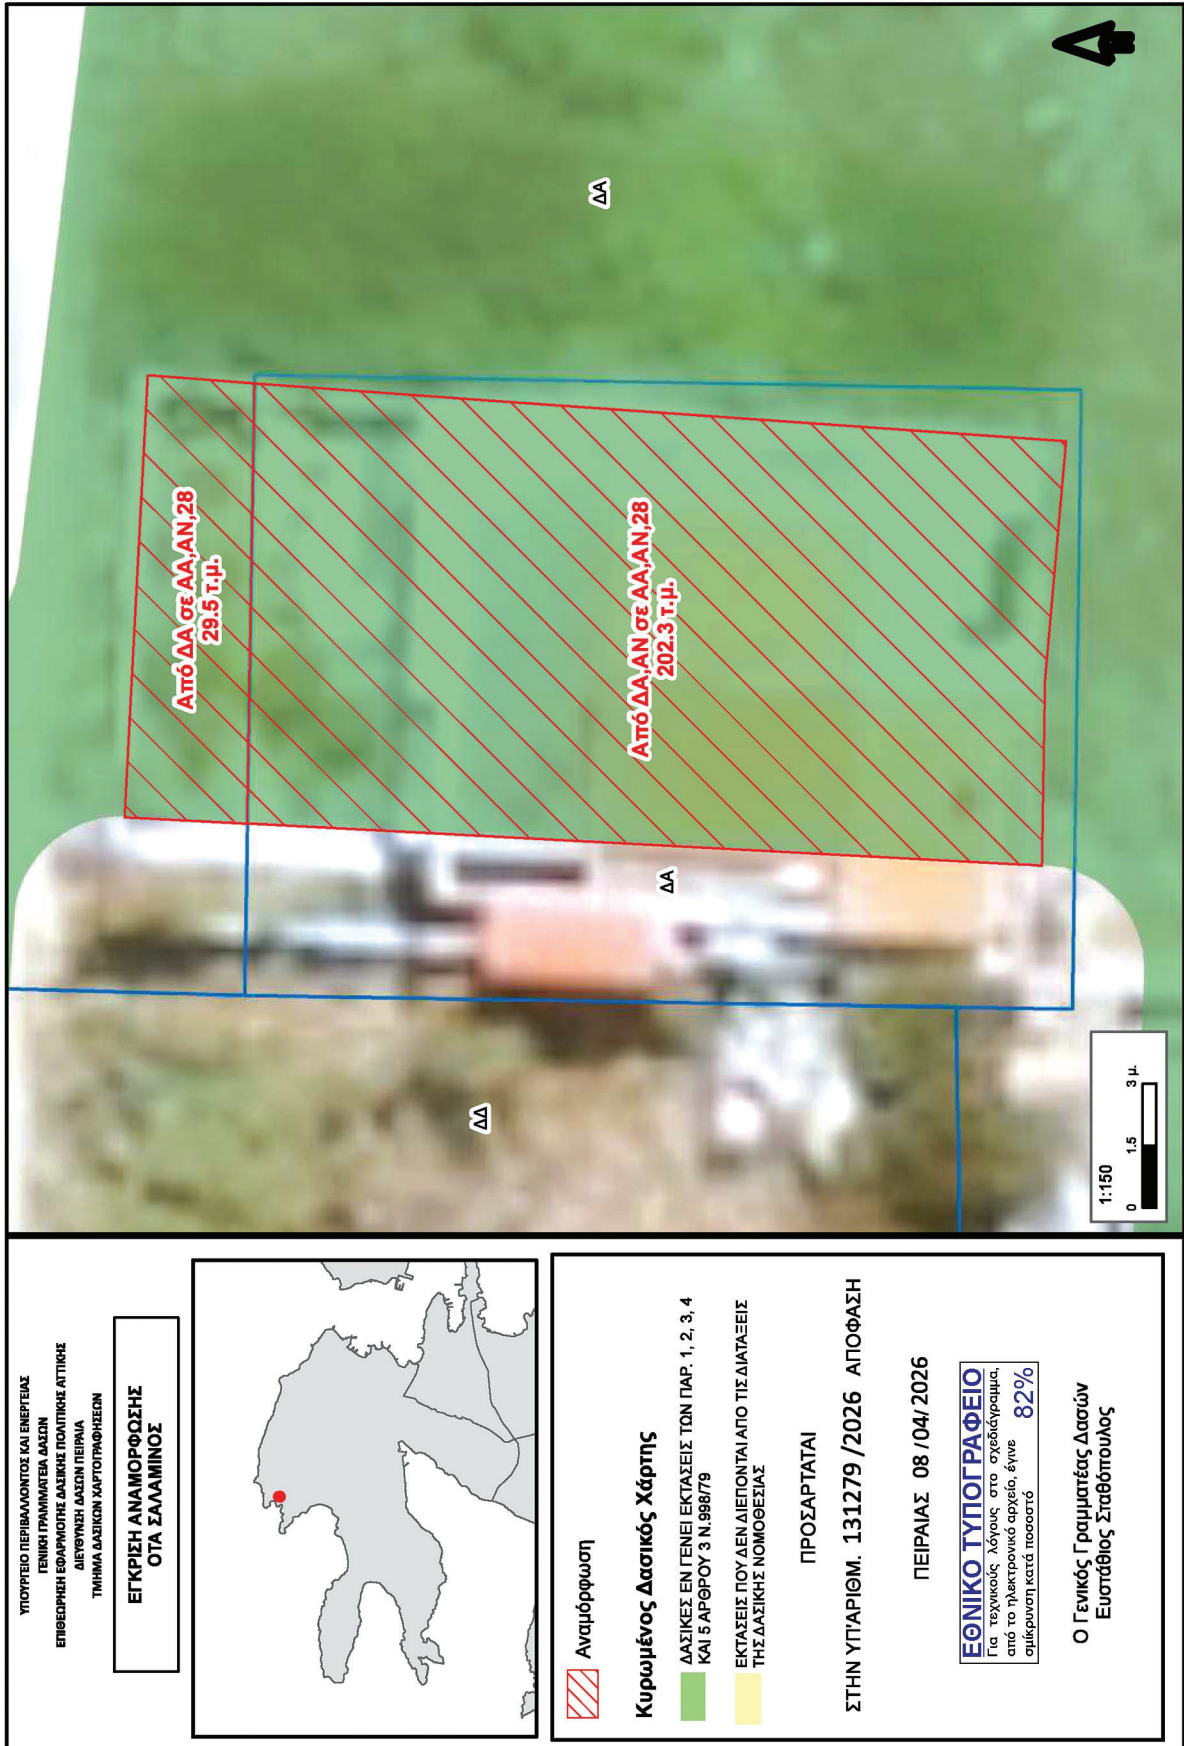 ΥΠΟΥΡΓΕΙΟ ΠΕΡΙΒΑΛΛΟΝΤΟΣ ΚΑΙ ΕΝΕΡΓΕΙΑΣ
ΓΕΝΙΚΗ ΓΡΑΜΜΑΤΕΙΑ ΔΑΣΩΝ
ΕΠΙΘΕΩΡΗΣΗ ΕΦΑΡΜΟΓΗΣ ΔΑΣΙΚΗΣ ΠΟΛΙΤΙΚΗΣ ΑΤΤΙΚΗΣ
ΔΙΕΥΘΥΝΣΗ ΔΑΣΩΝ ΠΕΙΡΑΙΑ
ΤΜΗΜΑ ΔΑΣΙΚΩΝ ΧΑΡΤΟΓΡΑΦΗΣΕΩΝ
ΕΓΚΡΙΣΗ ΑΝΑΜΟΡΦΩΣΗΣ
ΟΤΑ ΣΑΛΑΜΙΝΟΣ
Αναμόρφωση
Κυρωμένος Δασικός Χάρτης
ΔΑΣΙΚΕΣ ΕΝ ΓΕΝΕΙ ΕΚΤΑΣΕΙΣ ΤΩΝ ΠΑΡ. 1, 2, 3, 4
ΚΑΙ 5 ΑΡΘΡΟΥ 3 Ν.998/79
ΕΚΤΑΣΕΙΣ ΠΟΥ ΔΕΝ ΔΙΕΠΟΝΤΑΙ ΑΠΟ ΤΙΣ ΔΙΑΤΑΞΕΙΣ
ΤΗΣ ΔΑΣΙΚΗΣ ΝΟΜΟΘΕΣΙΑΣ
ΠΡΟΣΑΡΤΑΤΑΙ
ΣΤΗΝ ΥΠ'ΑΡΙΘΜ. 131279 /2026 ΑΠΟΦΑΣΗ
ΠΕΙΡΑΙΑΣ 08 /04/ 2026
ΕΘΝΙΚΟ ΤΥΠΟΓΡΑΦΕΙΟ
Για τεχνικούς λόγους στο σχεδιάγραμμα,
από το ηλεκτρονικό αρχείο, έγινε
σμίκρυνση κατά ποσοστό 82%
Ο Γενικός Γραμματέας Δασών
Ευστάθιος Σταθόπουλος
Από ΔΑ σε ΑΑ,ΑΝ,28
29.5 τ.μ.
Από ΔΑ,ΑΝ σε ΑΑ,ΑΝ,28
202.3 τ.μ.
ΔΑ
ΔΑ
ΔΔ
1:150
0 1.5 3 μ.